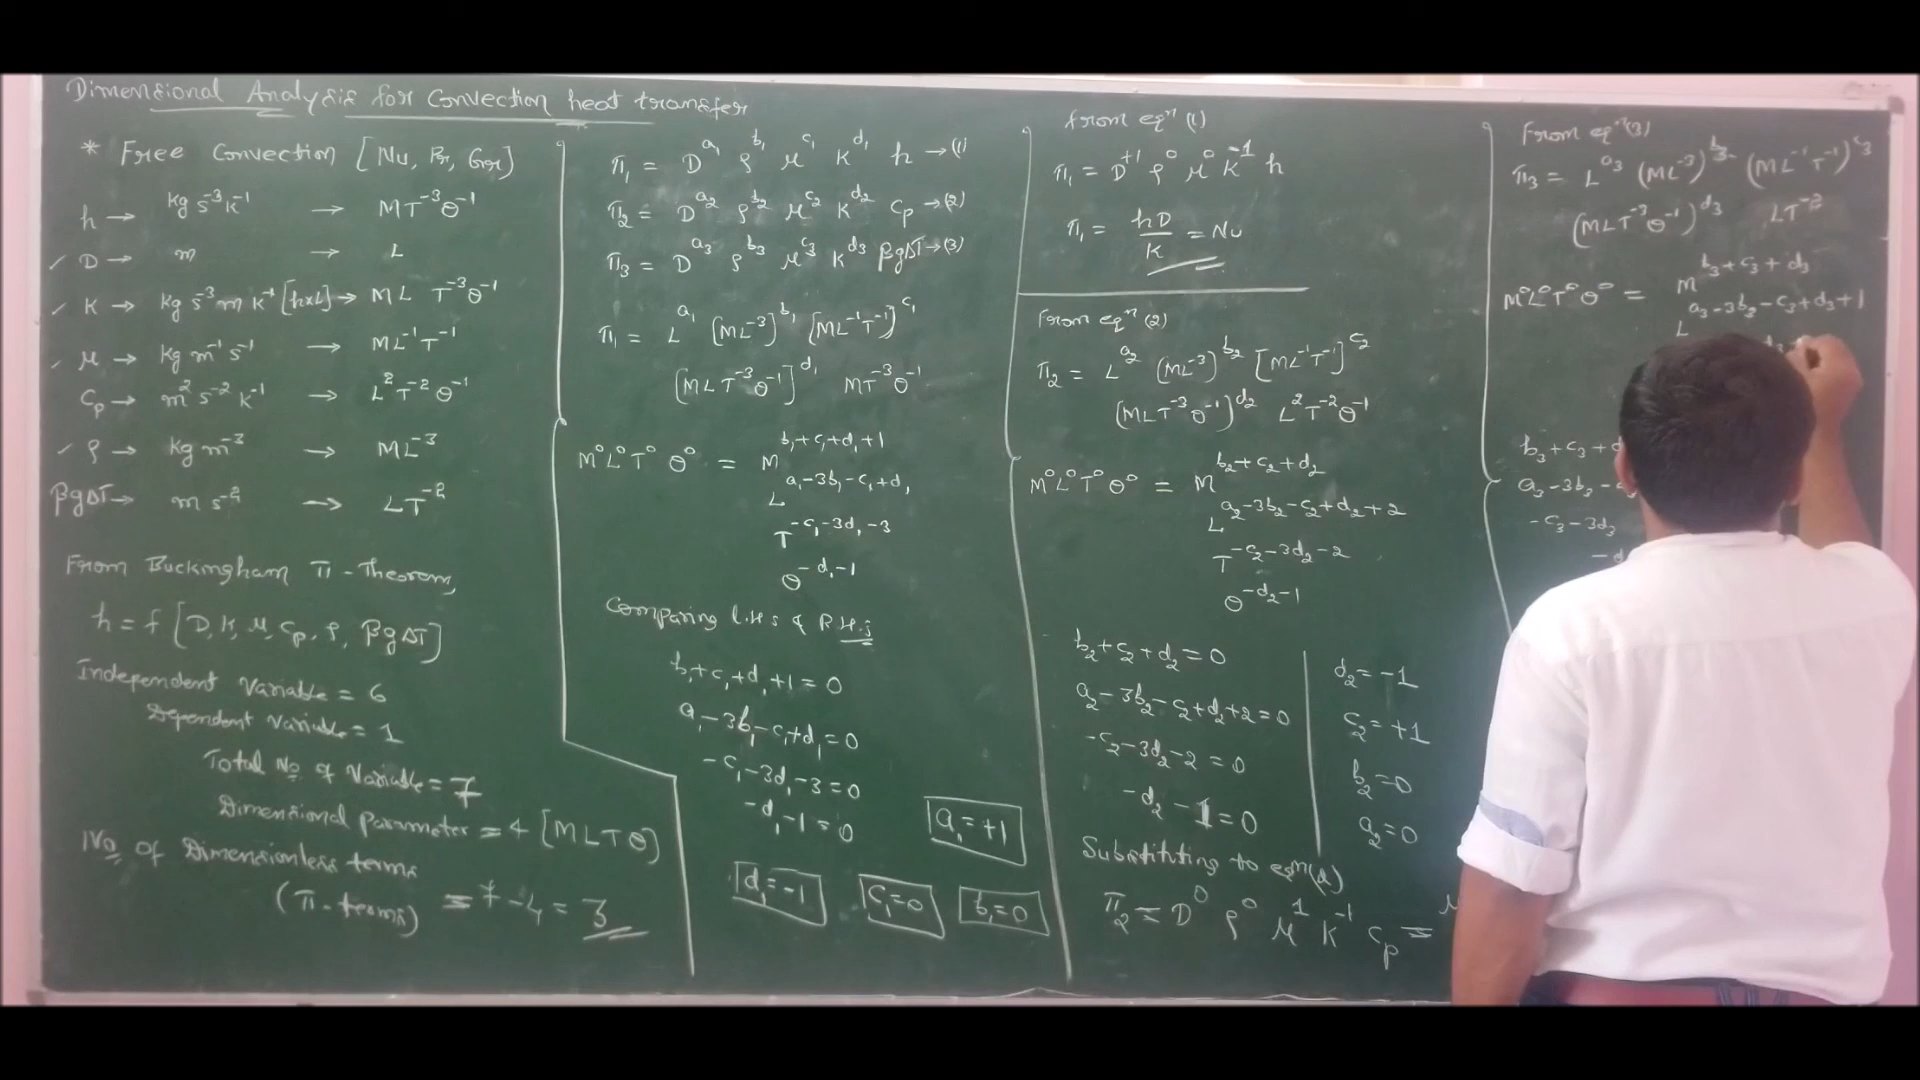 Dimensional Analysis for Convection heat transfer
* Free Convection [Nu, Pr, Gr]
h → kg s⁻³ k⁻¹ → MT⁻³θ⁻¹
✓ D → m → L
✓ K → kg s⁻³ m k⁻¹ [h×L] → ML T⁻³θ⁻¹
✓ μ → kg m⁻¹ s⁻¹ → ML⁻¹T⁻¹
Cp → m² s⁻² k⁻¹ → L² T⁻² θ⁻¹
✓ ρ → kg m⁻³ → ML⁻³
βgΔT → m s⁻² → LT⁻²
From Buckingham π-Theorem,
h = f [D, K, μ, Cp, ρ, βgΔT]
Independent Variable = 6
Dependent Variable = 1
Total No of Variable = 7
Dimensional parameter = 4 [MLTθ]
No of Dimensionless terms
(π-terms) = 7-4 = 3
π₁ = D^a₁ ρ^b₁ μ^c₁ K^d₁ h → (1)
π₂ = D^a₂ ρ^b₂ μ^c₂ K^d₂ Cp → (2)
π₃ = D^a₃ ρ^b₃ μ^c₃ K^d₃ βgΔT → (3)
π₁ = L^a₁ [ML⁻³]^b₁ [ML⁻¹T⁻¹]^c₁
[MLT⁻³θ⁻¹]^d₁ MT⁻³θ⁻¹
M⁰L⁰T⁰θ⁰ = M^b₁+c₁+d₁+1
L^a₁-3b₁-c₁+d₁
T^-c₁-3d₁-3
θ^-d₁-1
Comparing L.H.S & R.H.S
b₁+c₁+d₁+1=0
a₁-3b₁-c₁+d₁=0
-c₁-3d₁-3=0
-d₁-1=0
a₁=+1
d₁=-1 c₁=0 b₁=0
From eqⁿ (1)
π₁ = D⁺¹ ρ⁰ μ⁰ K⁻¹ h
π₁ = hD/K = Nu
From eqⁿ (2)
π₂ = L^a₂ (ML⁻³)^b₂ [ML⁻¹T⁻¹]^c₂
(MLT⁻³θ⁻¹)^d₂ L²T⁻²θ⁻¹
M⁰L⁰T⁰θ⁰ = M^b₂+c₂+d₂
L^a₂-3b₂-c₂+d₂+2
T^-c₂-3d₂-2
θ^-d₂-1
b₂+c₂+d₂=0
a₂-3b₂-c₂+d₂+2=0
-c₂-3d₂-2=0
-d₂-1=0
d₂=-1
c₂=+1
b₂=0
a₂=0
Substituting to eqⁿ(2)
π₂ = D⁰ ρ⁰ μ¹ K⁻¹ Cp =
From eqⁿ(3)
π₃ = L^a₃ (ML⁻³)^b₃ (ML⁻¹T⁻¹)^c₃
(MLT⁻³θ⁻¹)^d₃ LT⁻²
M⁰L⁰T⁰θ⁰ = M^b₃+c₃+d₃
L^a₃-3b₃-c₃+d₃+1
b₃+c₃+
a₃-3b₃-
-c₃-3d₃